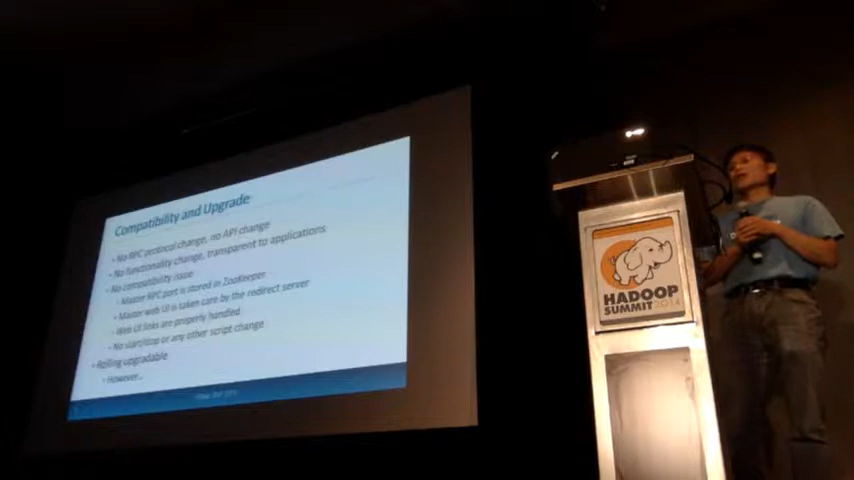 Compatibility and Upgrade
No RPC protocol change, no API change
No functionality change, transparent to applications
No compatibility issue
Master RPC port is stored in ZooKeeper
Master web UI is taken care by the redirect server
Web UI links are properly handled
No start/stop or any other script change
Rolling upgradable
However...
HADOOP
SUMMIT 2014